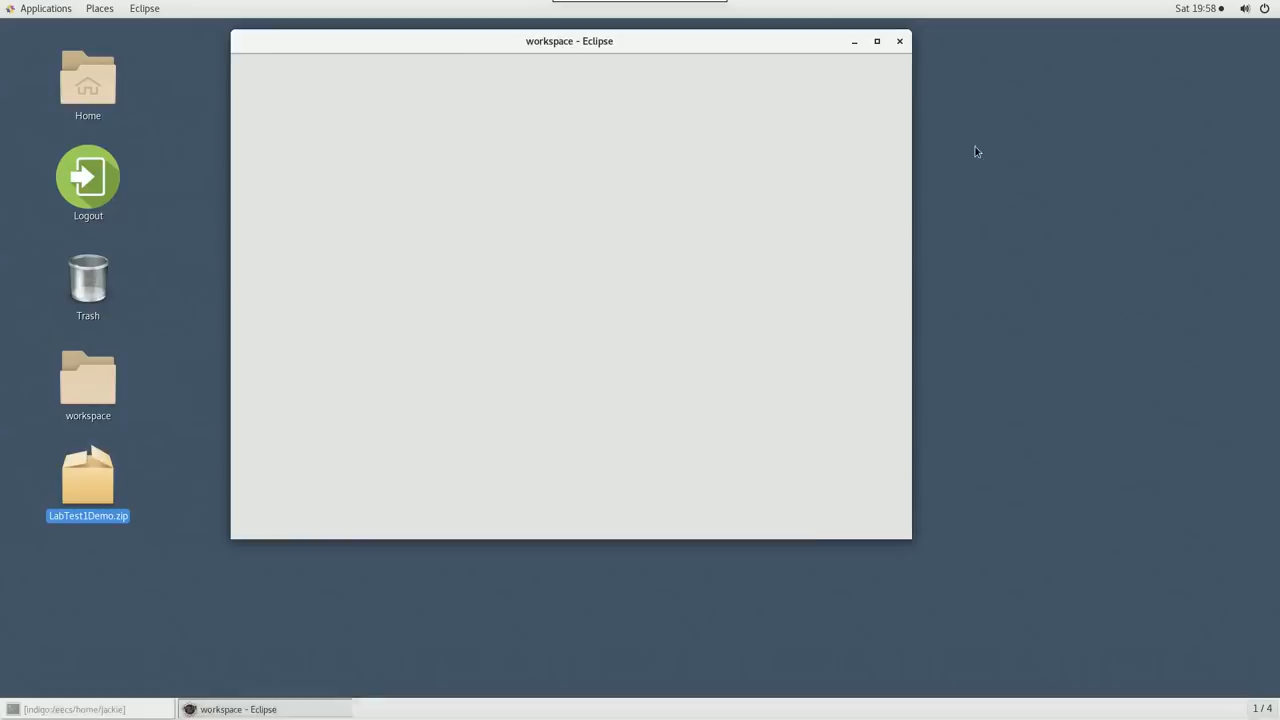 Applications Places Eclipse Sat 19:58
workspace - Eclipse
Home
Logout
Trash
workspace
LabTest1Demo.zip
[indigo:/eecs/home/jackie] workspace - Eclipse 1 / 4